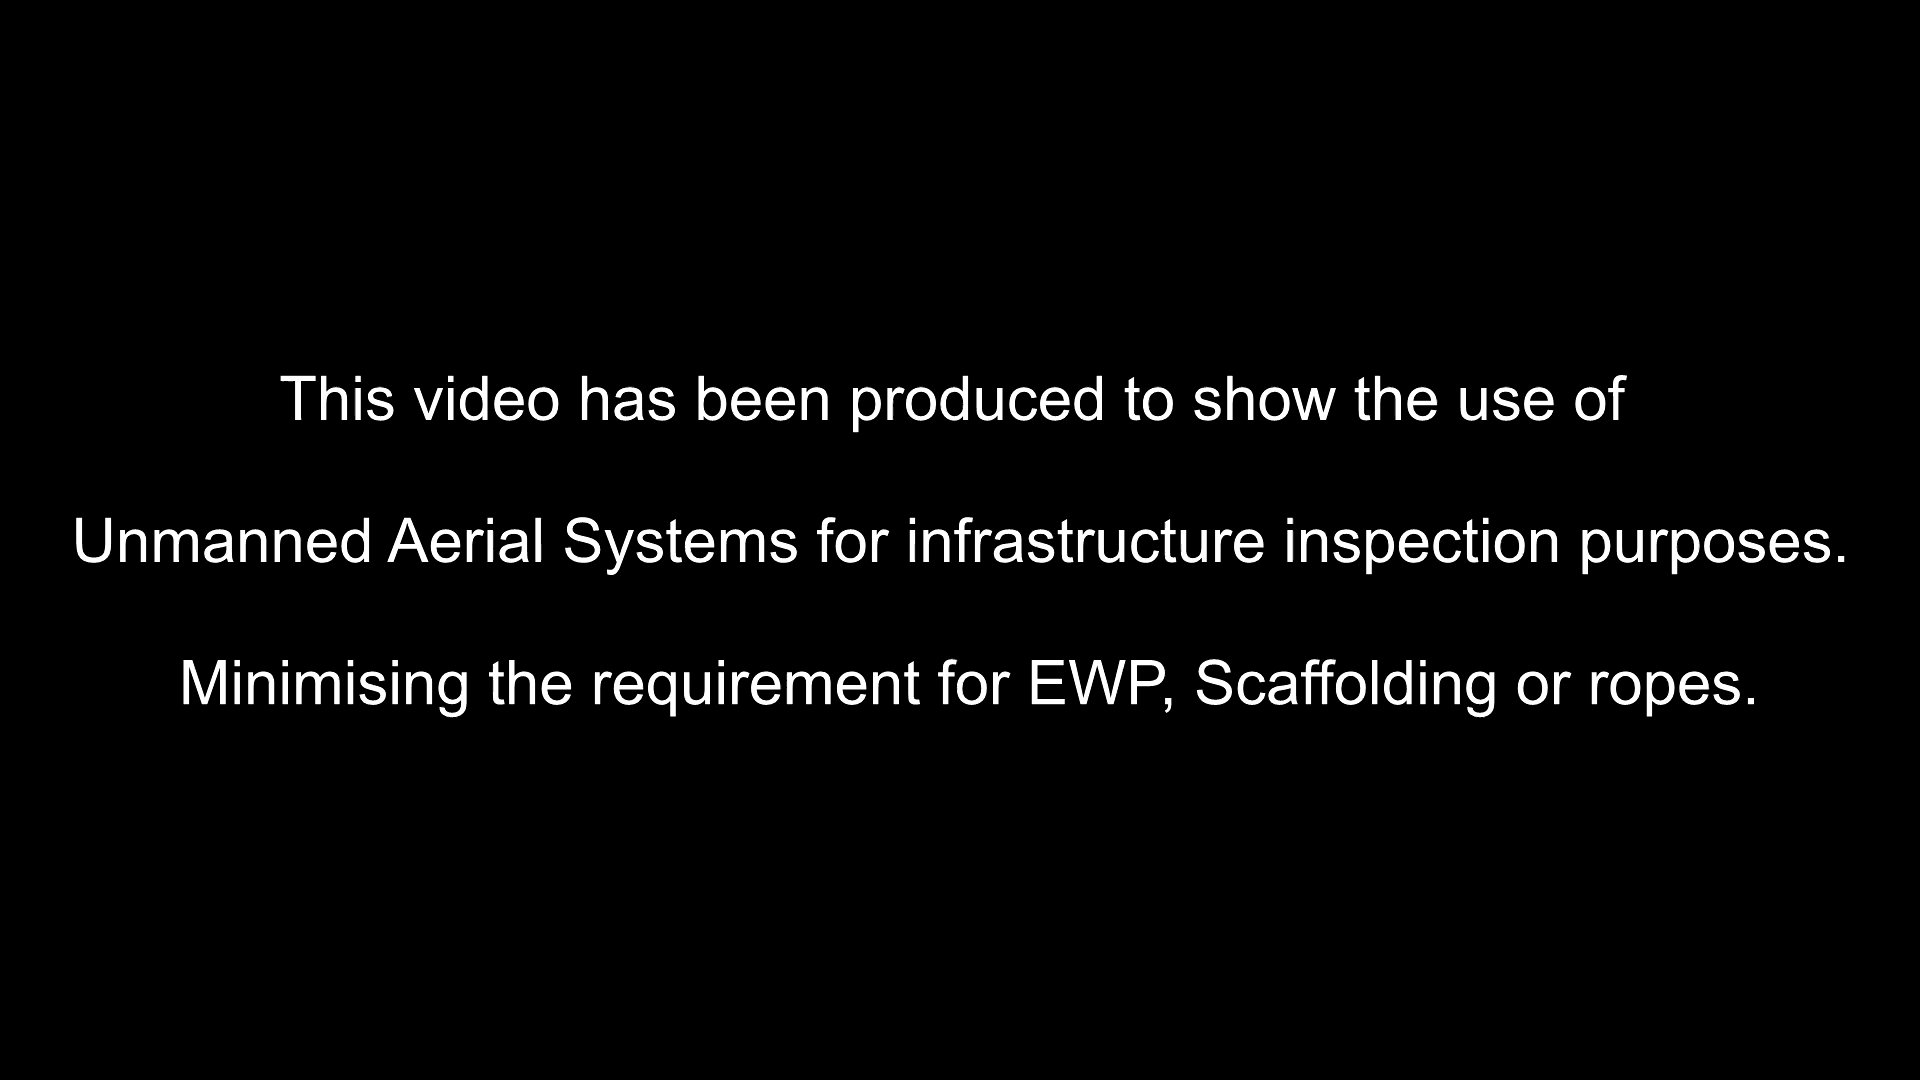 This video has been produced to show the use of
Unmanned Aerial Systems for infrastructure inspection purposes.
Minimising the requirement for EWP, Scaffolding or ropes.